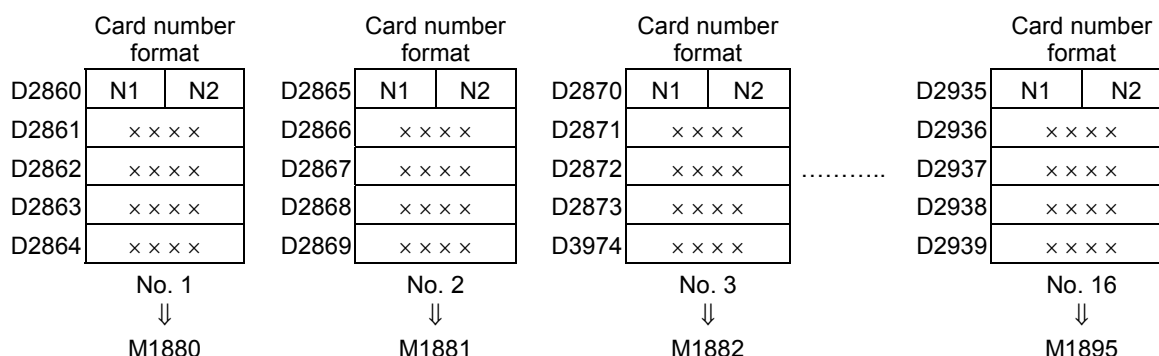 Card number format Card number format Card number format Card number format
D2860 N1 N2 D2865 N1 N2 D2870 N1 N2 D2935 N1 N2
D2861 × × × × D2866 × × × × D2871 × × × × D2936 × × × ×
D2862 × × × × D2867 × × × × D2872 × × × × ……….. D2937 × × × ×
D2863 × × × × D2868 × × × × D2873 × × × × D2938 × × × ×
D2864 × × × × D2869 × × × × D3974 × × × × D2939 × × × ×
No. 1 No. 2 No. 3 No. 16
⇓ ⇓ ⇓ ⇓
M1880 M1881 M1882 M1895